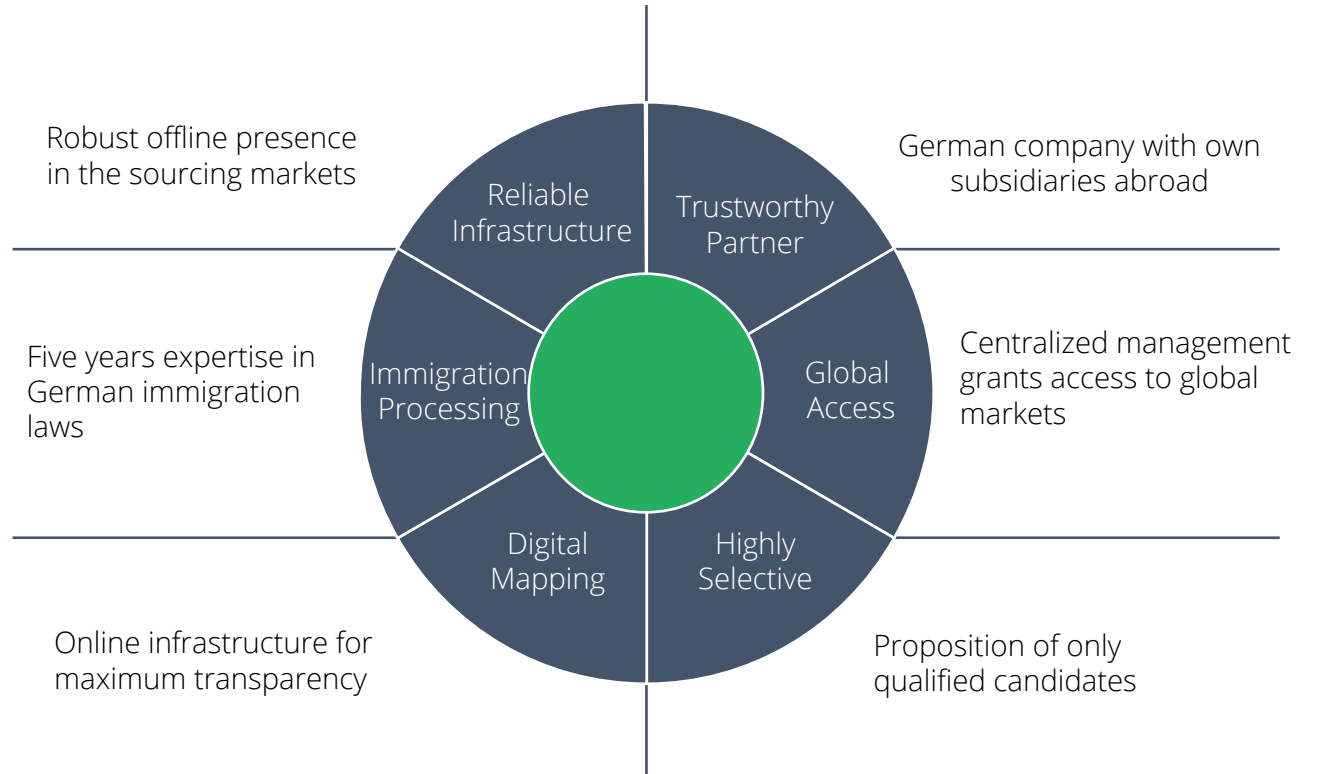 Robust offline presence
in the sourcing markets
Reliable
Infrastructure
Trustworthy
Partner
German company with own
subsidiaries abroad
Five years expertise in
German immigration
laws
Immigration
Processing
Global
Access
Centralized management
grants access to global
markets
Digital
Mapping
Highly
Selective
Online infrastructure for
maximum transparency
Proposition of only
qualified candidates